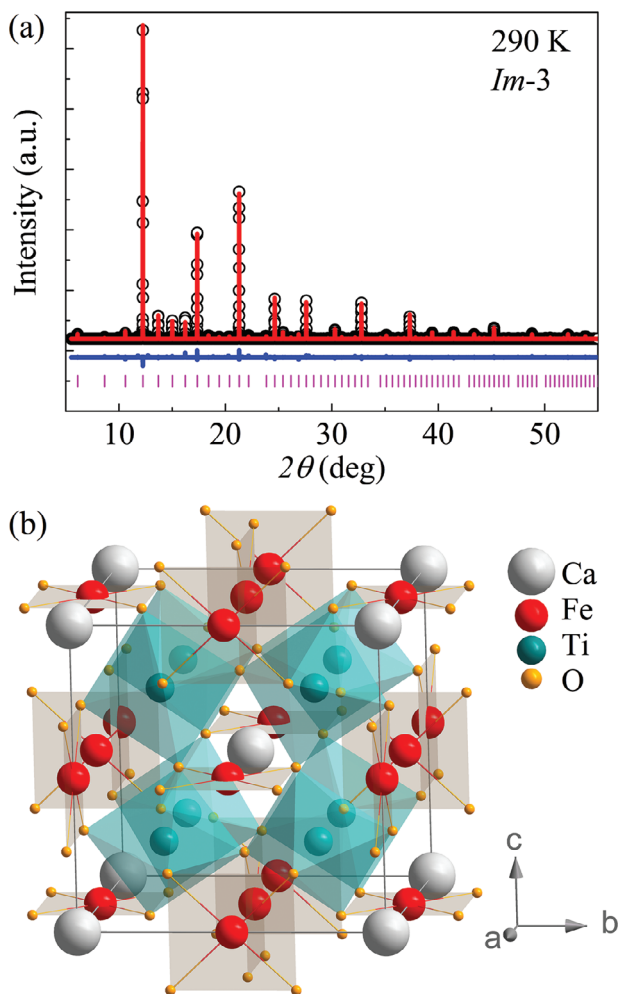 (a)
290 K
Im-3
Intensity (a.u.)
10 20 30 40 50
2θ (deg)
(b)
Ca
Fe
Ti
O
c
b
a